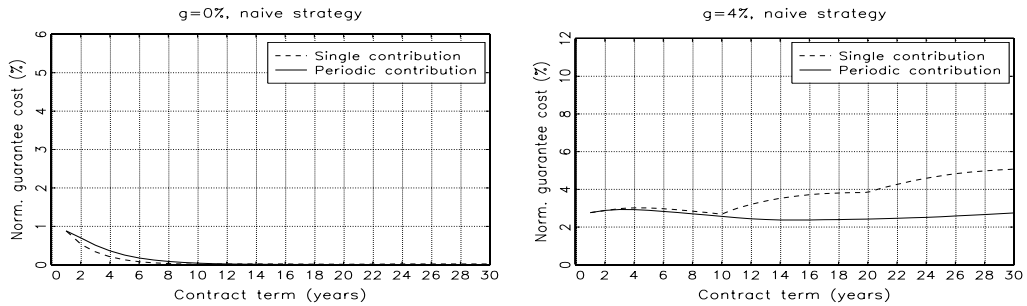 g=0%, naive strategy
Norm. guarantee cost (%)
6
5
4
3
2
1
0
Single contribution
Periodic contribution
0 2 4 6 8 10 12 14 16 18 20 22 24 26 28 30
Contract term (years)
g=4%, naive strategy
Norm. guarantee cost (%)
12
10
8
6
4
2
0
Single contribution
Periodic contribution
0 2 4 6 8 10 12 14 16 18 20 22 24 26 28 30
Contract term (years)